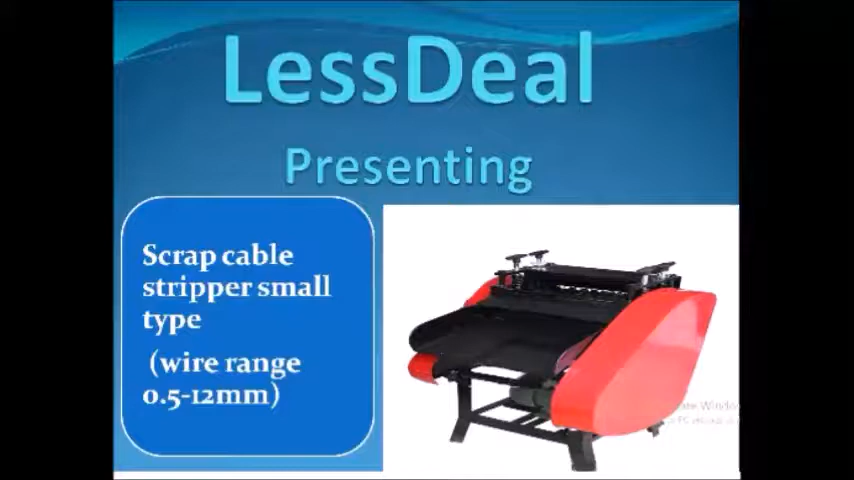 LessDeal
Presenting
Scrap cable
stripper small
type
(wire range
0.5-12mm)